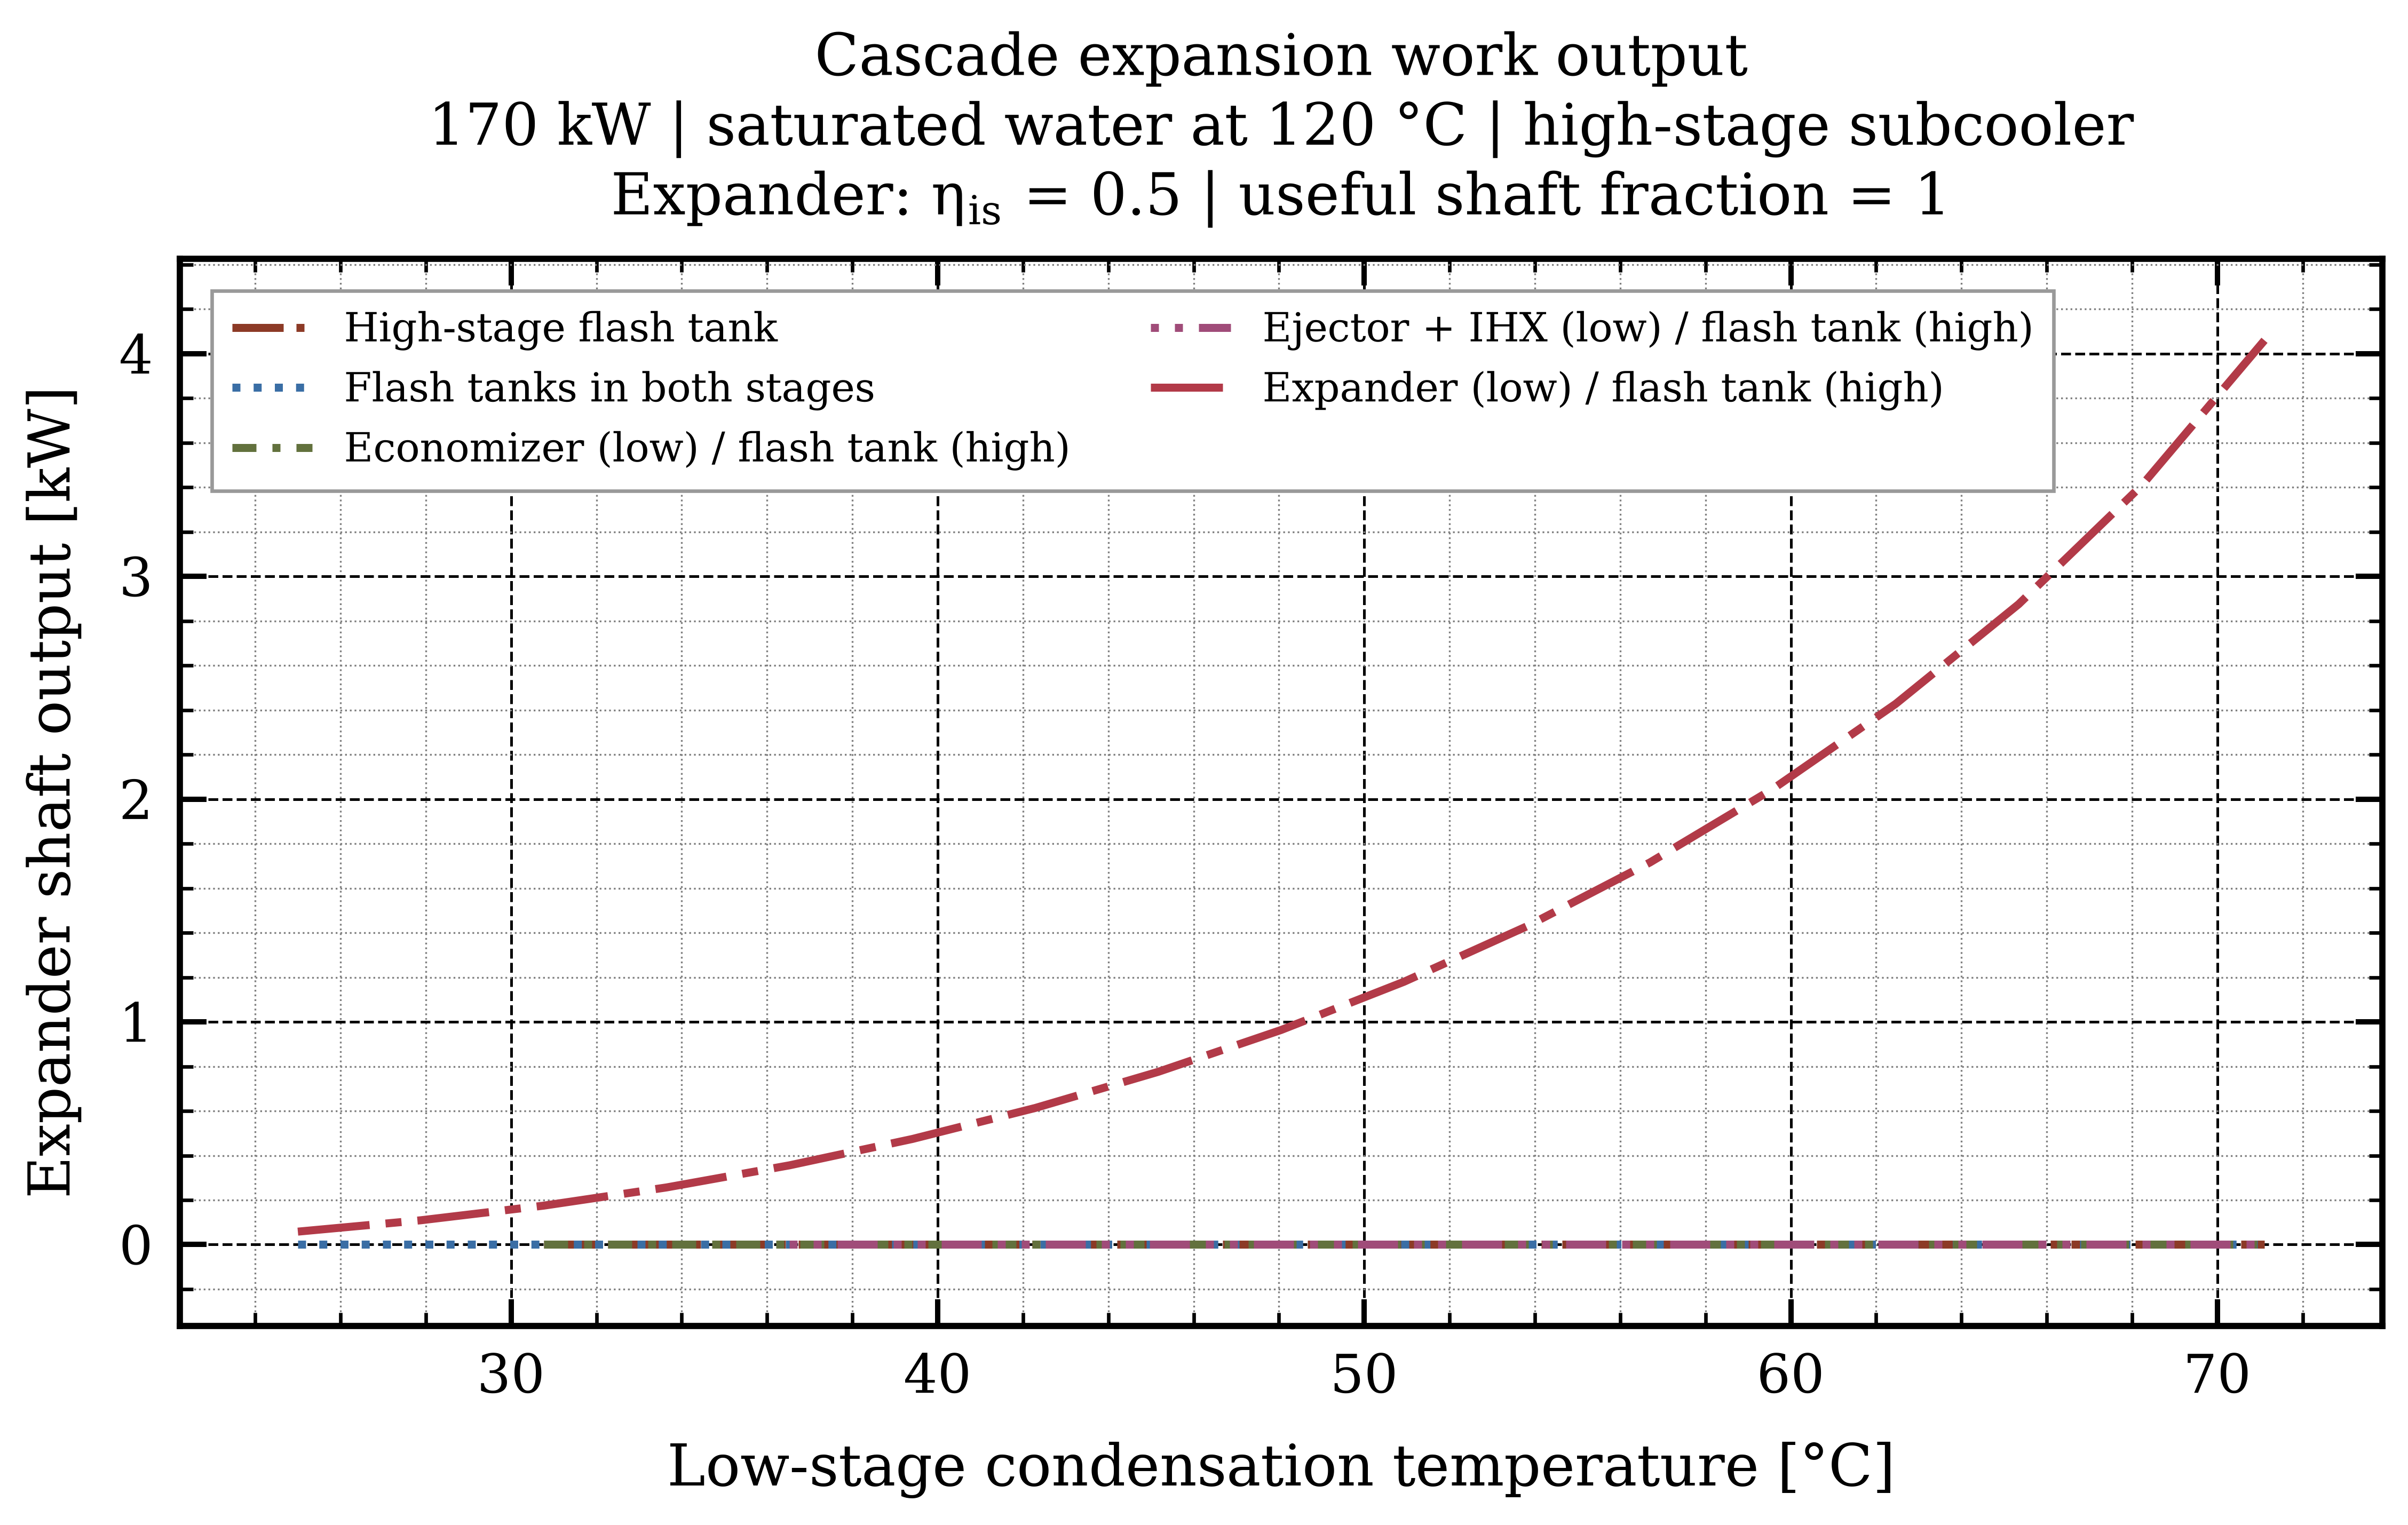 Cascade expansion work output
170 kW | saturated water at 120 °C | high-stage subcooler
Expander: ηis = 0.5 | useful shaft fraction = 1
High-stage flash tank
Flash tanks in both stages
Economizer (low) / flash tank (high)
Ejector + IHX (low) / flash tank (high)
Expander (low) / flash tank (high)
Expander shaft output [kW]
4
3
2
1
0
30 40 50 60 70
Low-stage condensation temperature [°C]